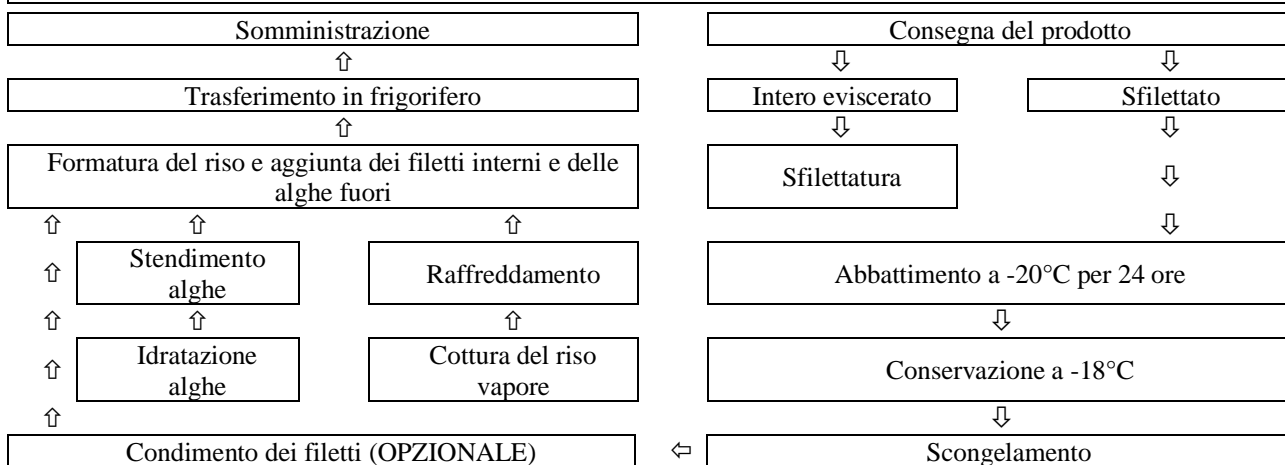 Somministrazione
Consegna del prodotto
⇧
⇩ ⇩
Trasferimento in frigorifero
Intero eviscerato
Sfilettato
⇧
⇩ ⇩
Formatura del riso e aggiunta dei filetti interni e delle
alghe fuori
Sfilettatura
⇩
⇧ ⇧ ⇧
⇩
⇧
Stendimento
alghe
Raffreddamento
Abbattimento a -20°C per 24 ore
⇧ ⇧ ⇧
⇩
⇧
Idratazione
alghe
Cottura del riso
vapore
Conservazione a -18°C
⇧
⇩
Condimento dei filetti (OPZIONALE)
⇦
Scongelamento